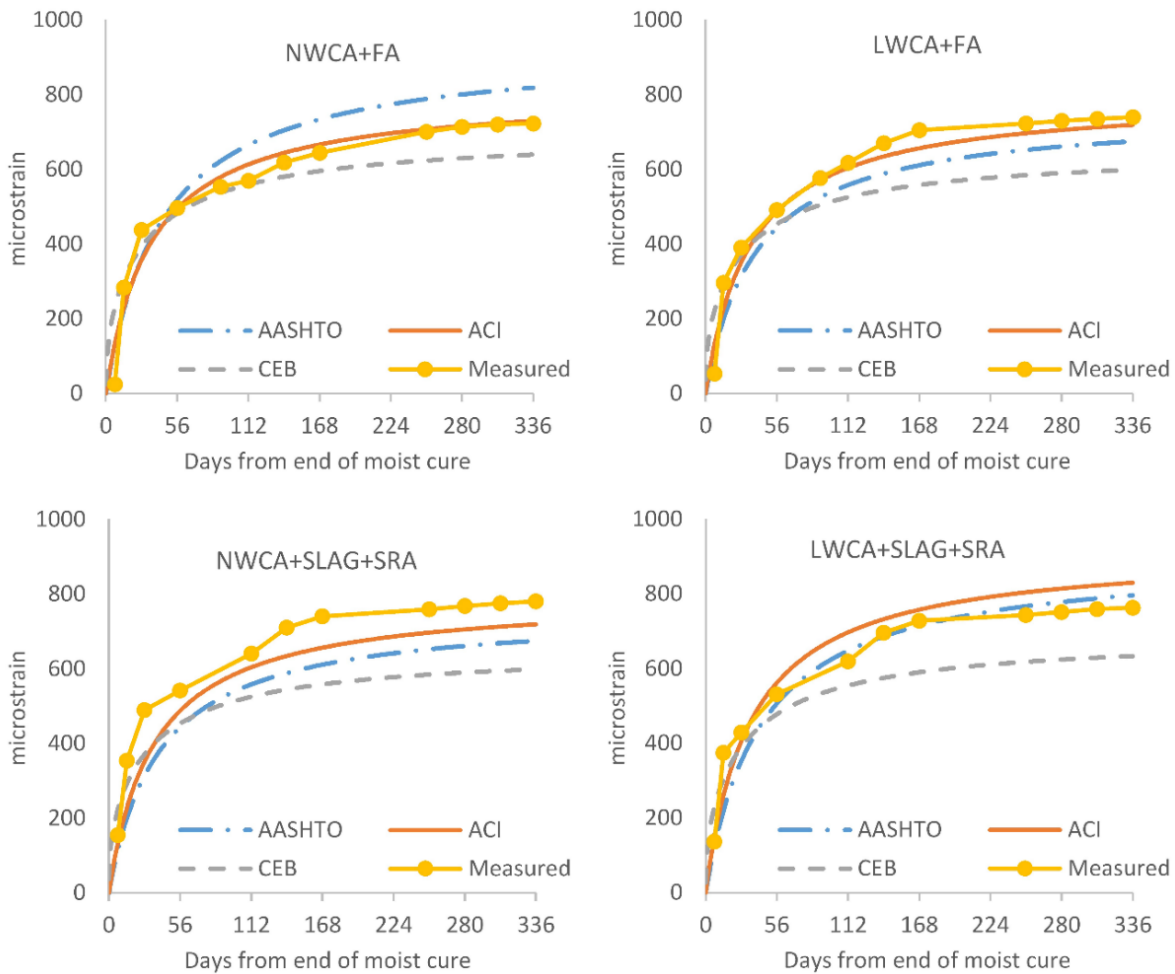 NWCA+FA
1000
800
600
400
200
0
microstrain
AASHTO ACI
CEB Measured
0 56 112 168 224 280 336
Days from end of moist cure
LWCA+FA
1000
800
600
400
200
0
microstrain
AASHTO ACI
CEB Measured
0 56 112 168 224 280 336
Days from end of moist cure
NWCA+SLAG+SRA
1000
800
600
400
200
0
microstrain
AASHTO ACI
CEB Measured
0 56 112 168 224 280 336
Days from end of moist cure
LWCA+SLAG+SRA
1000
800
600
400
200
0
microstrain
AASHTO ACI
CEB Measured
0 56 112 168 224 280 336
Days from end of moist cure